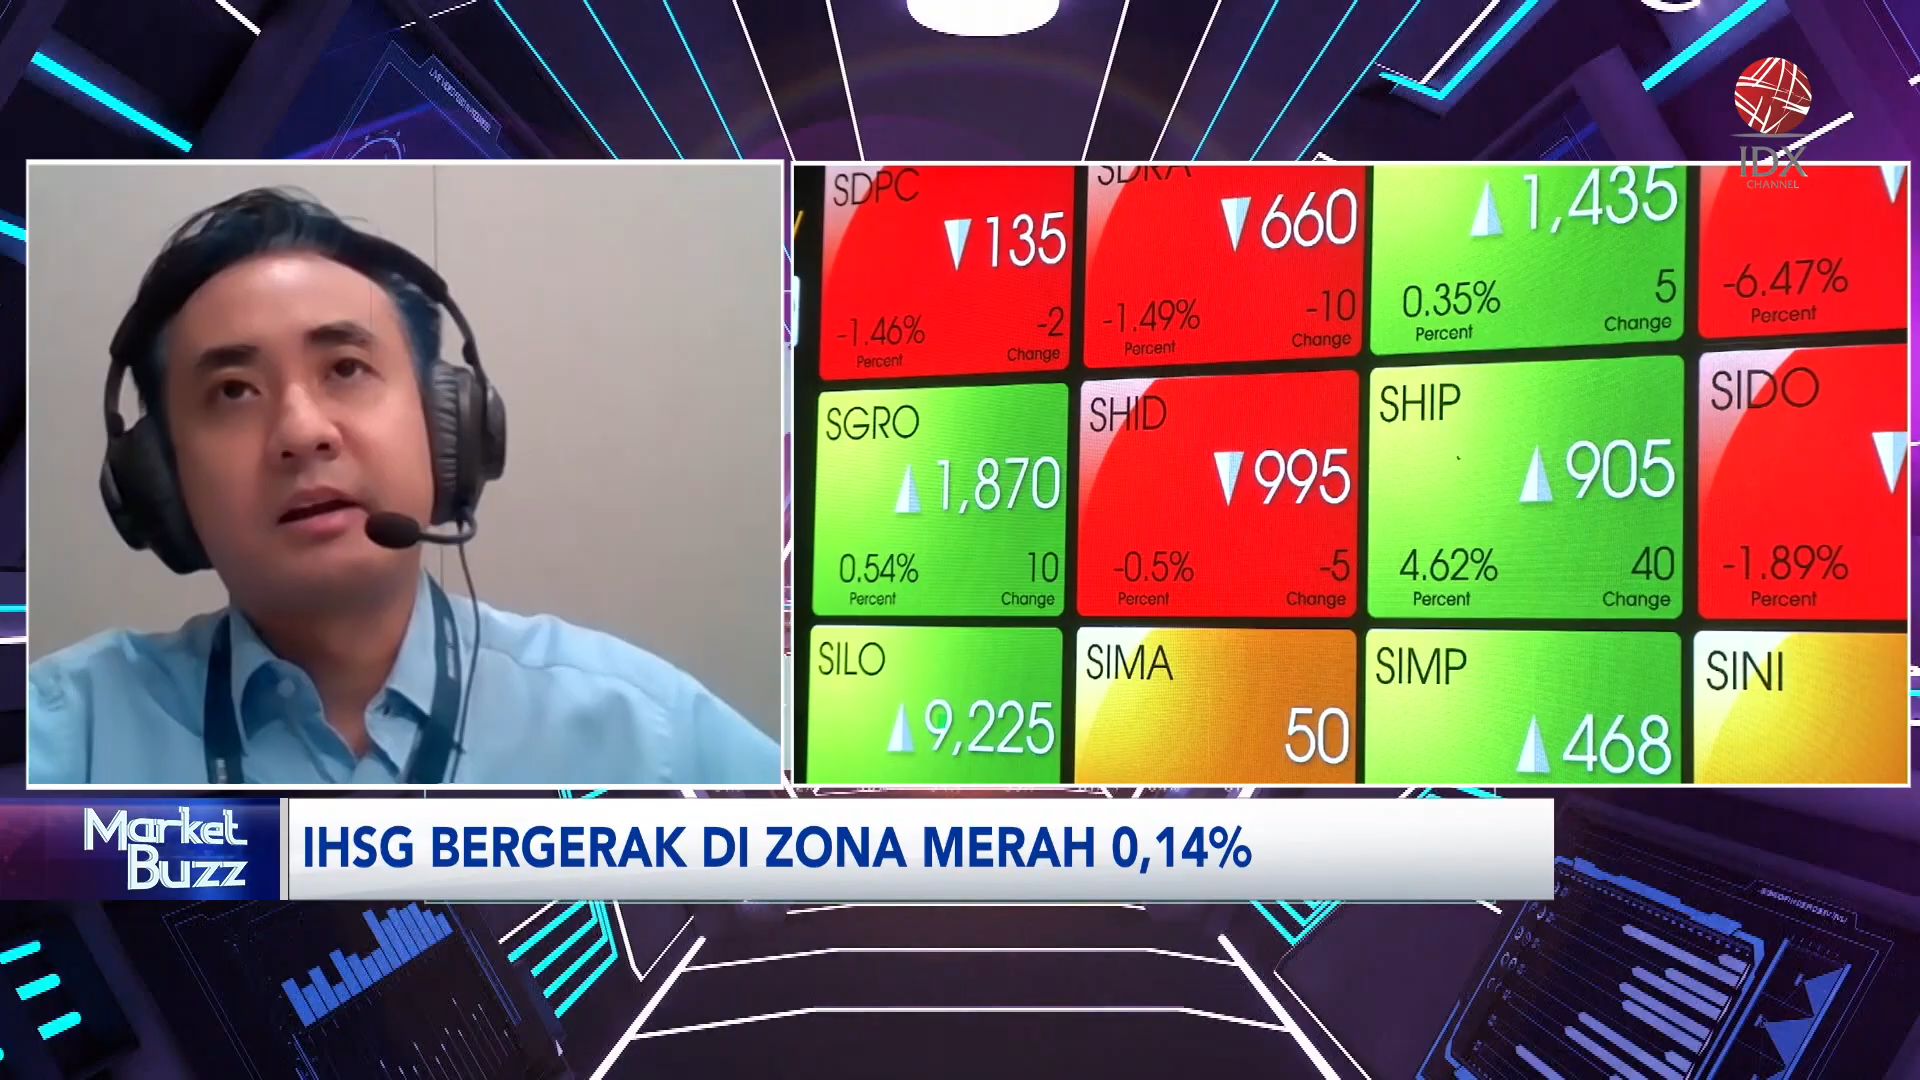 IDX
CHANNEL
SDPC
135
-1.46%
-2
Percent
Change
SDRA
660
-1.49%
-10
Percent
Change
1,435
0.35%
5
Percent
Change
-6.47%
Percent
SGRO
1,870
0.54%
10
Percent
Change
SHID
995
-0.5%
-5
Percent
Change
SHIP
905
4.62%
40
Percent
Change
SIDO
-1.89%
Percent
SILO
9,225
SIMA
50
SIMP
468
SINI
Market
Buzz
IHSG BERGERAK DI ZONA MERAH 0,14%